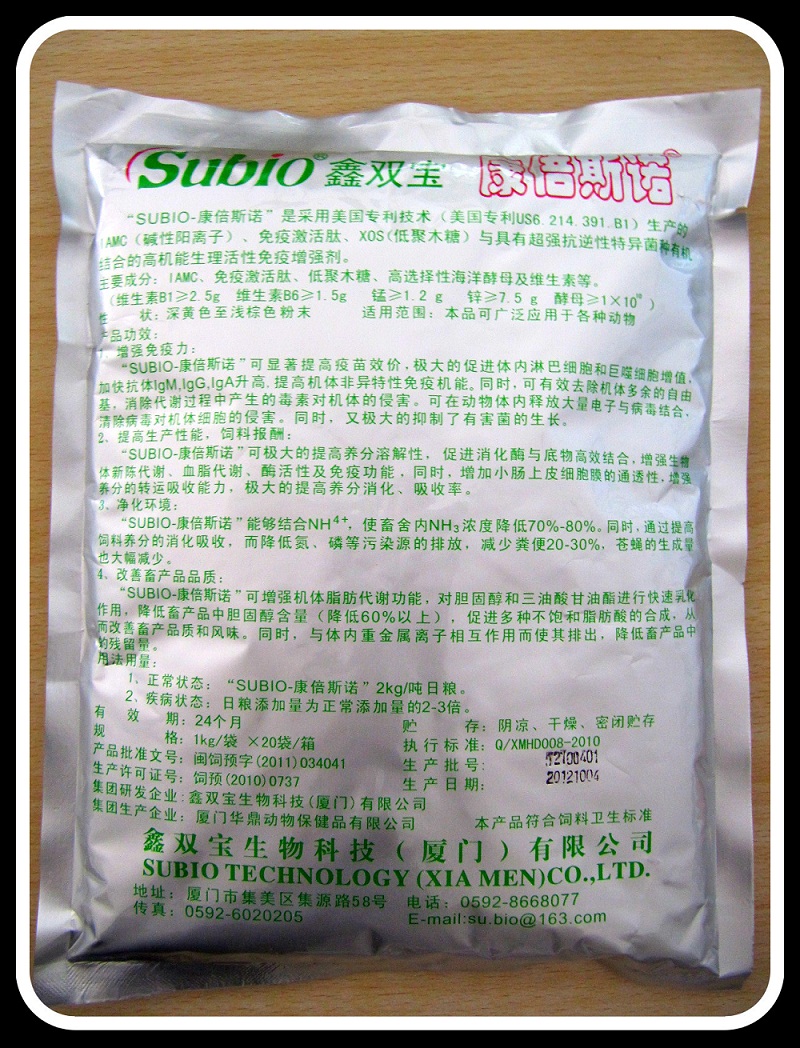 Subio® 鑫双宝 康倍斯诺
“SUBIO-康倍斯诺”是采用美国专利技术（美国专利US6.214.391.B1）生产的
IAMC（碱性阳离子）、免疫激活肽、XOS(低聚木糖）与具有超强抗逆性特异菌种有机
结合的高机能生理活性免疫增强剂。
主要成分：IAMC、免疫激活肽、低聚木糖、高选择性海洋酵母及维生素等。
（维生素B1≥2.5g 维生素B6≥1.5g 锰≥1.2 g 锌≥7.5 g 酵母≥1×10¹⁰ ）
性 状：深黄色至浅棕色粉末 适用范围：本品可广泛应用于各种动物
产品功效：
1、增强免疫力：
“SUBIO-康倍斯诺”可显著提高疫苗效价，极大的促进体内淋巴细胞和巨噬细胞增值，
加快抗体IgM,IgG,IgA升高,提高机体非异特性免疫机能。同时，可有效去除机体多余的自由
基，消除代谢过程中产生的毒素对机体的侵害。可在动物体内释放大量电子与病毒结合，
清除病毒对机体细胞的侵害。同时，又极大的抑制了有害菌的生长。
2、提高生产性能，饲料报酬：
“SUBIO-康倍斯诺”可极大的提高养分溶解性，促进消化酶与底物高效结合，增强生物
体新陈代谢、血脂代谢、酶活性及免疫功能，同时，增加小肠上皮细胞膜的通透性，增强
养分的转运吸收能力，极大的提高养分消化、吸收率。
3、净化环境：
“SUBIO-康倍斯诺”能够结合NH⁴⁺，使畜舍内NH₃浓度降低70%-80%。同时，通过提高
饲料养分的消化吸收，而降低氮、磷等污染源的排放，减少粪便20-30%，苍蝇的生成量
也大幅减少。
4、改善畜产品品质：
“SUBIO-康倍斯诺”可增强机体脂肪代谢功能，对胆固醇和三油酸甘油酯进行快速乳化
作用，降低畜产品中胆固醇含量（降低60%以上），促进多种不饱和脂肪酸的合成，从
而改善畜产品质和风味。同时，与体内重金属离子相互作用而使其排出，降低畜产品中
的残留量。
用法用量：
1、正常状态：“SUBIO-康倍斯诺”2kg/吨日粮。
2、疾病状态：日粮添加量为正常添加量的2-3倍。
有 效 期：24个月 贮 存：阴凉、干燥、密闭贮存
规 格：1kg/袋 ×20袋/箱 执行标准：Q/XMHD008-2010
产品批准文号：闽饲预字(2011)034041 生产批号：12100401
生产许可证号：饲预(2010)0737 生产日期：20121004
集团研发企业：鑫双宝生物科技(厦门)有限公司
集团生产企业：厦门华鼎动物保健品有限公司 本产品符合饲料卫生标准
鑫双宝生物科技（厦门）有限公司
SUBIO TECHNOLOGY (XIA MEN)CO.,LTD.
地址：厦门市集美区集源路58号 电话：0592-8668077
传真：0592-6020205 E-mail:su.bio@163.com